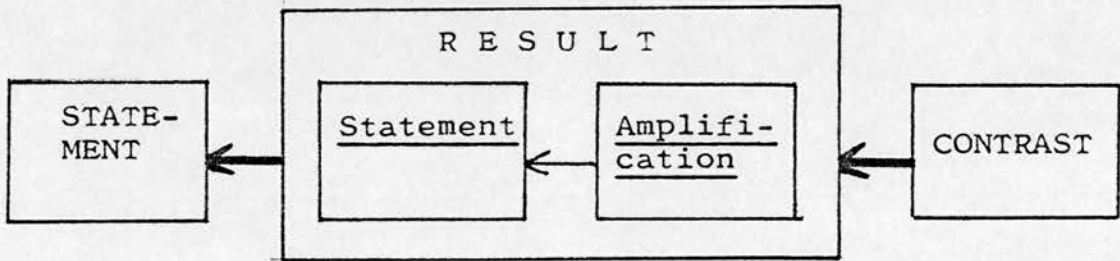 R E S U L T
STATE-
MENT
Statement
Amplifi-
cation
CONTRAST